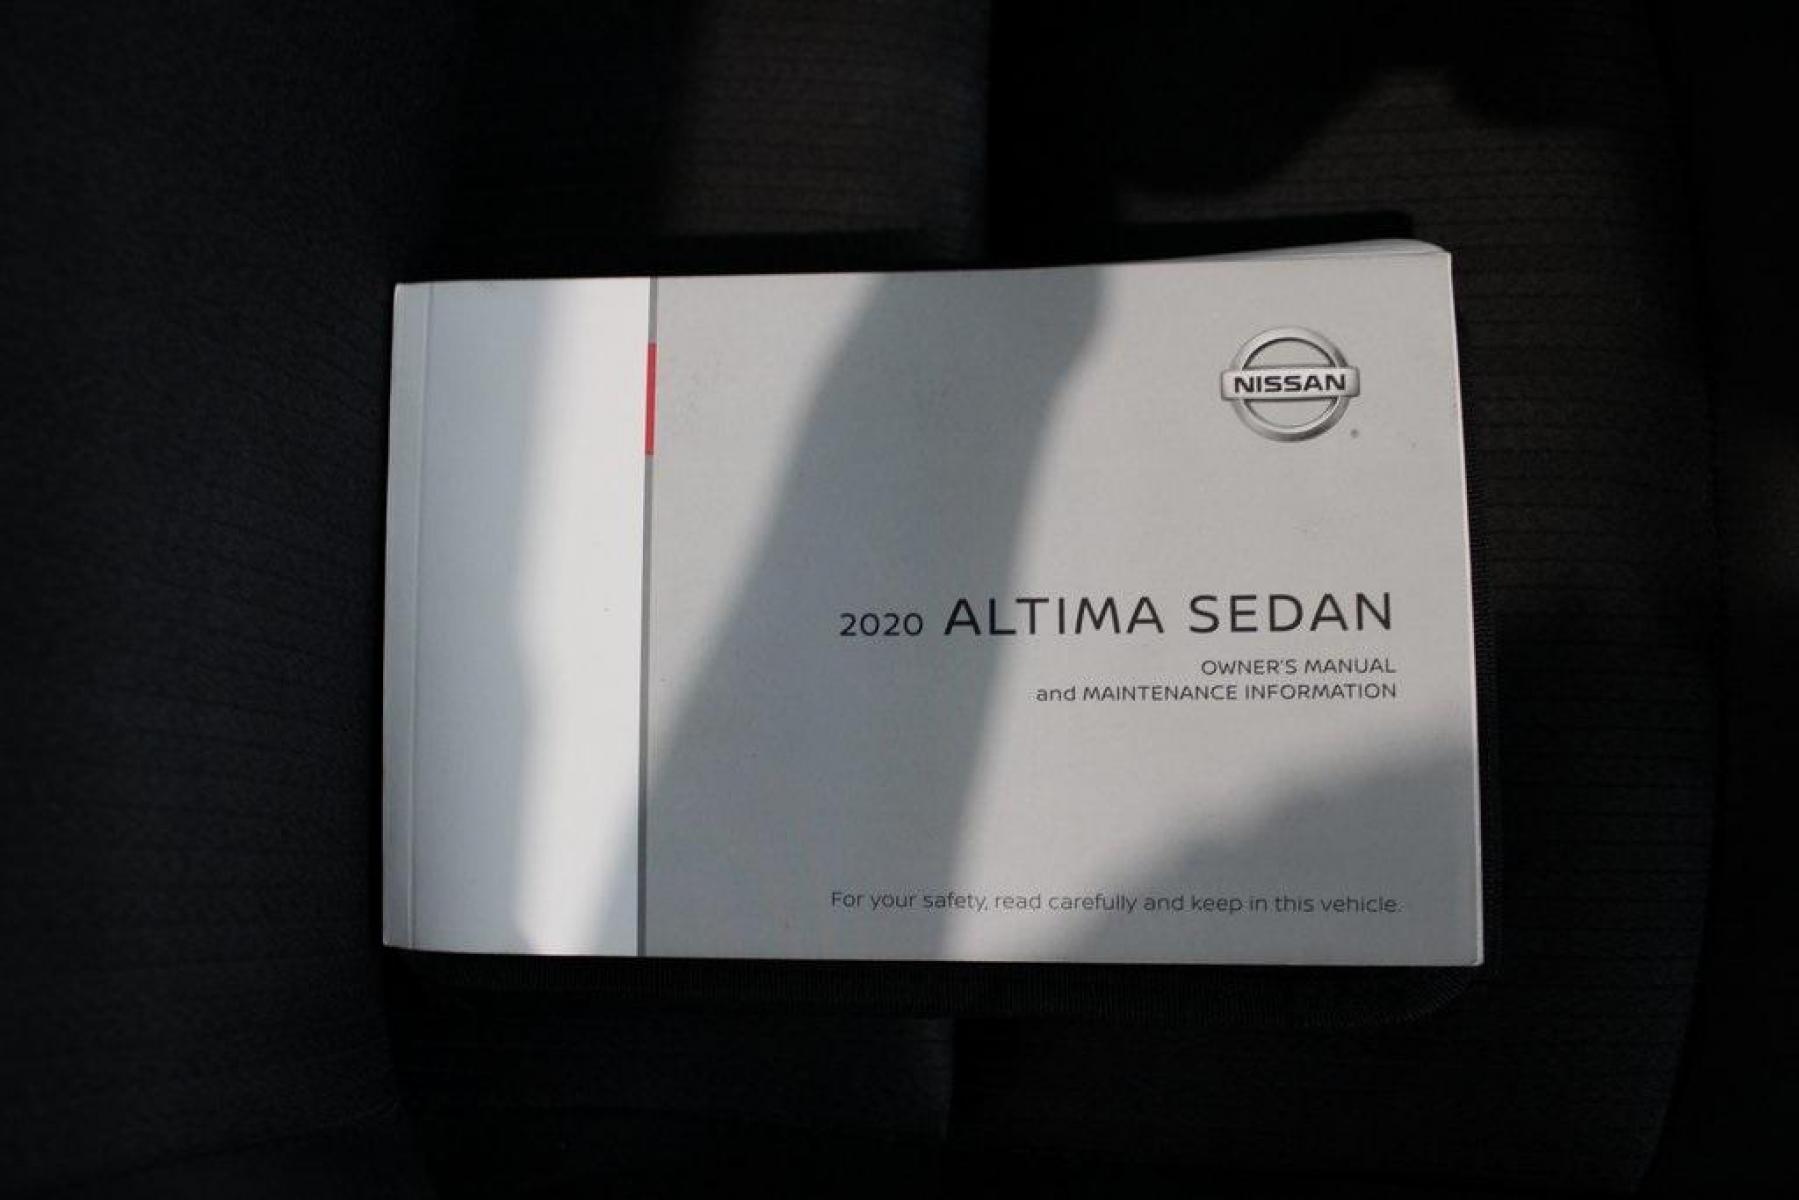 NISSAN
2020 ALTIMA SEDAN
OWNER'S MANUAL
and MAINTENANCE INFORMATION
For your safety, read carefully and keep in this vehicle.